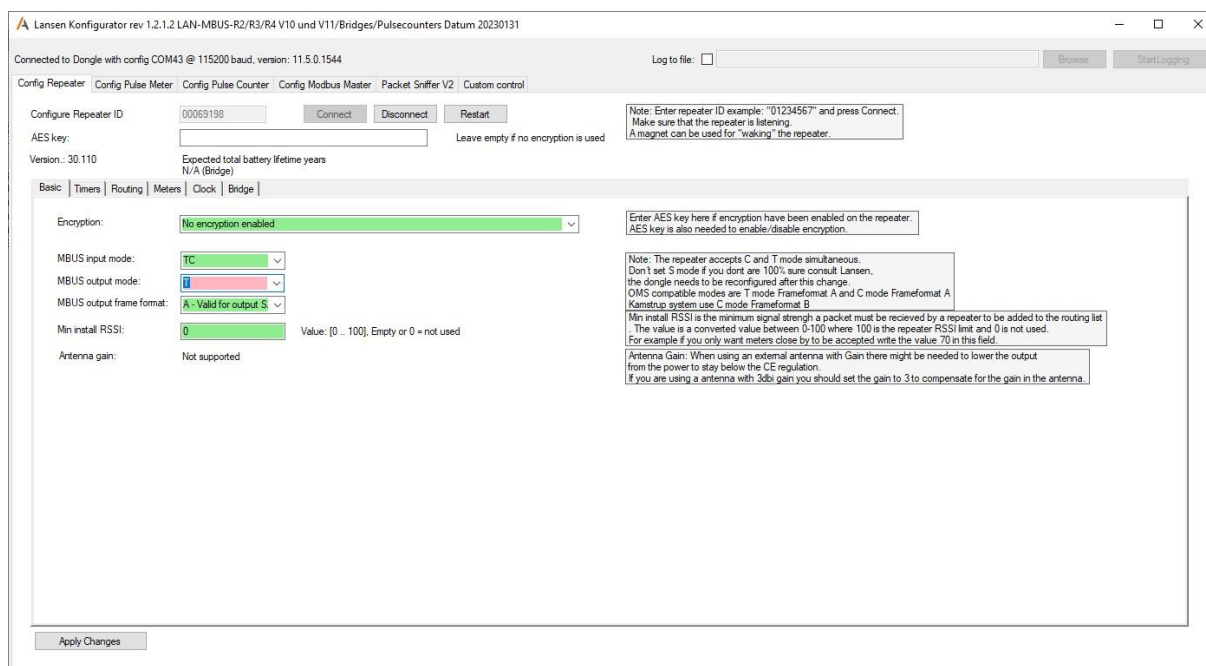 Lansen Konfigurator rev 1.2.1.2 LAN-MBUS-R2/R3/R4 V10 und V11/Bridges/Pulsecounters Datum 20230131
Connected to Dongle with config COM43 @ 115200 baud, version: 11.5.0.1544
Log to file:
Browse
StartLogging
Config Repeater
Config Pulse Meter
Config Pulse Counter
Config Modbus Master
Packet Sniffer V2
Custom control
Configure Repeater ID
00069198
Connect
Disconnect
Restart
Note: Enter repeater ID example: "01234567" and press Connect.
Make sure that the repeater is listening.
A magnet can be used for "waking" the repeater.
AES key:
Leave empty if no encryption is used
Version.: 30.110
Expected total battery lifetime years
N/A (Bridge)
Basic
Timers
Routing
Meters
Clock
Bridge
Encryption:
No encryption enabled
Enter AES key here if encryption have been enabled on the repeater.
AES key is also needed to enable/disable encryption.
MBUS input mode:
TC
MBUS output mode:
T
MBUS output frame format:
A - Valid for output S,
Note: The repeater accepts C and T mode simultaneous.
Don't set S mode if you dont are 100% sure consult Lansen,
the dongle needs to be reconfigured after this change.
OMS compatible modes are T mode Frameformat A and C mode Frameformat A
Kamstrup system use C mode Frameformat B
Min install RSSI:
0
Value: [0 .. 100], Empty or 0 = not used
Min install RSSI is the minimum signal strengh a packet must be recieved by a repeater to be added to the routing list
. The value is a converted value between 0-100 where 100 is the repeater RSSI limit and 0 is not used.
For example if you only want meters close by to be accepted write the value 70 in this field.
Antenna gain:
Not supported
Antenna Gain: When using an external antenna with Gain there might be needed to lower the output
from the power to stay below the CE regulation.
If you are using a antenna with 3dbi gain you should set the gain to 3 to compensate for the gain in the antenna.
Apply Changes